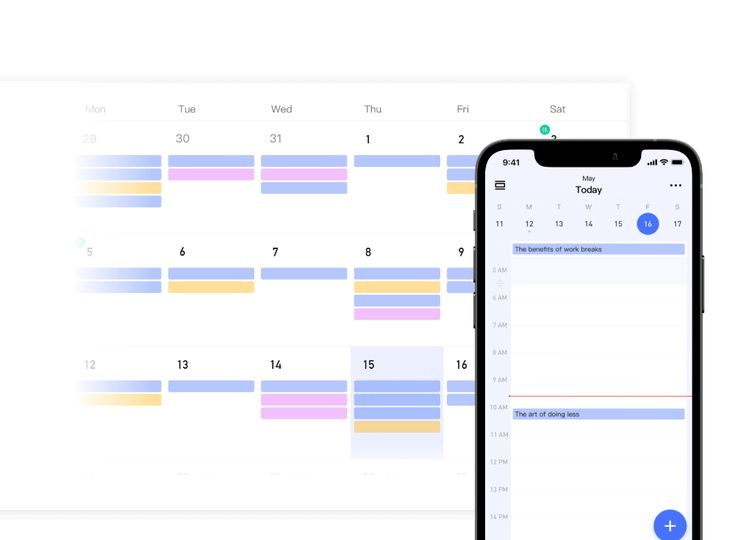 Mon Tue Wed Thu Fri Sat
29 30 31 1 2
5 6 7 8 9
12 13 14 15 16
9:41
May
Today
S M T W T F S
11 12 13 14 15 16 17
The benefits of work breaks
6 AM
7 AM
8 AM
9 AM
10 AM
The art of doing less
11 AM
12 PM
13 PM
14 PM